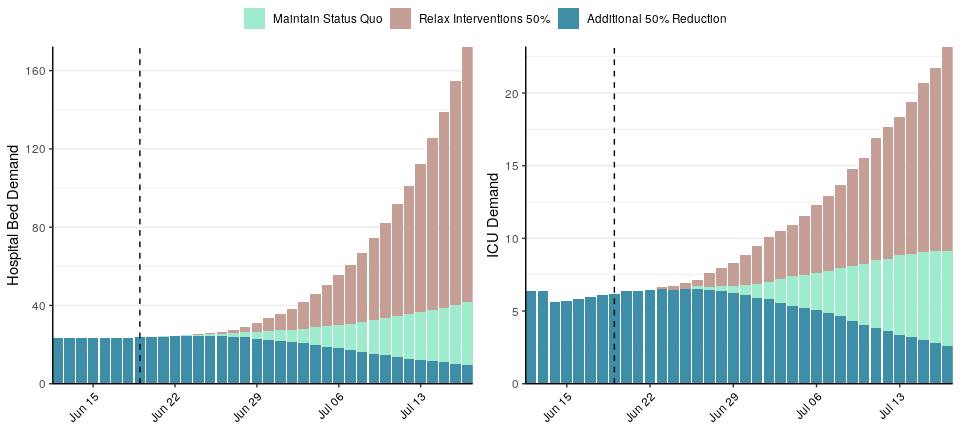 Maintain Status Quo Relax Interventions 50% Additional 50% Reduction
Hospital Bed Demand
160
120
80
40
0
Jun 15 Jun 22 Jun 29 Jul 06 Jul 13
ICU Demand
20
15
10
5
0
Jun 15 Jun 22 Jun 29 Jul 06 Jul 13